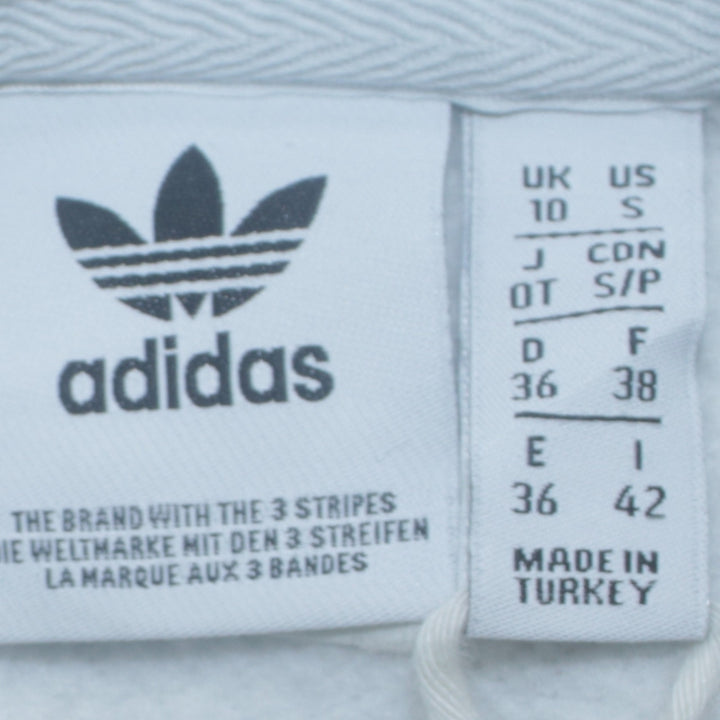 adidas
THE BRAND WITH THE 3 STRIPES
DIE WELTMARKE MIT DEN 3 STREIFEN
LA MARQUE AUX 3 BANDES
UK US
10 S
J CDN
OT S/P
D F
36 38
E I
36 42
MADE IN
TURKEY